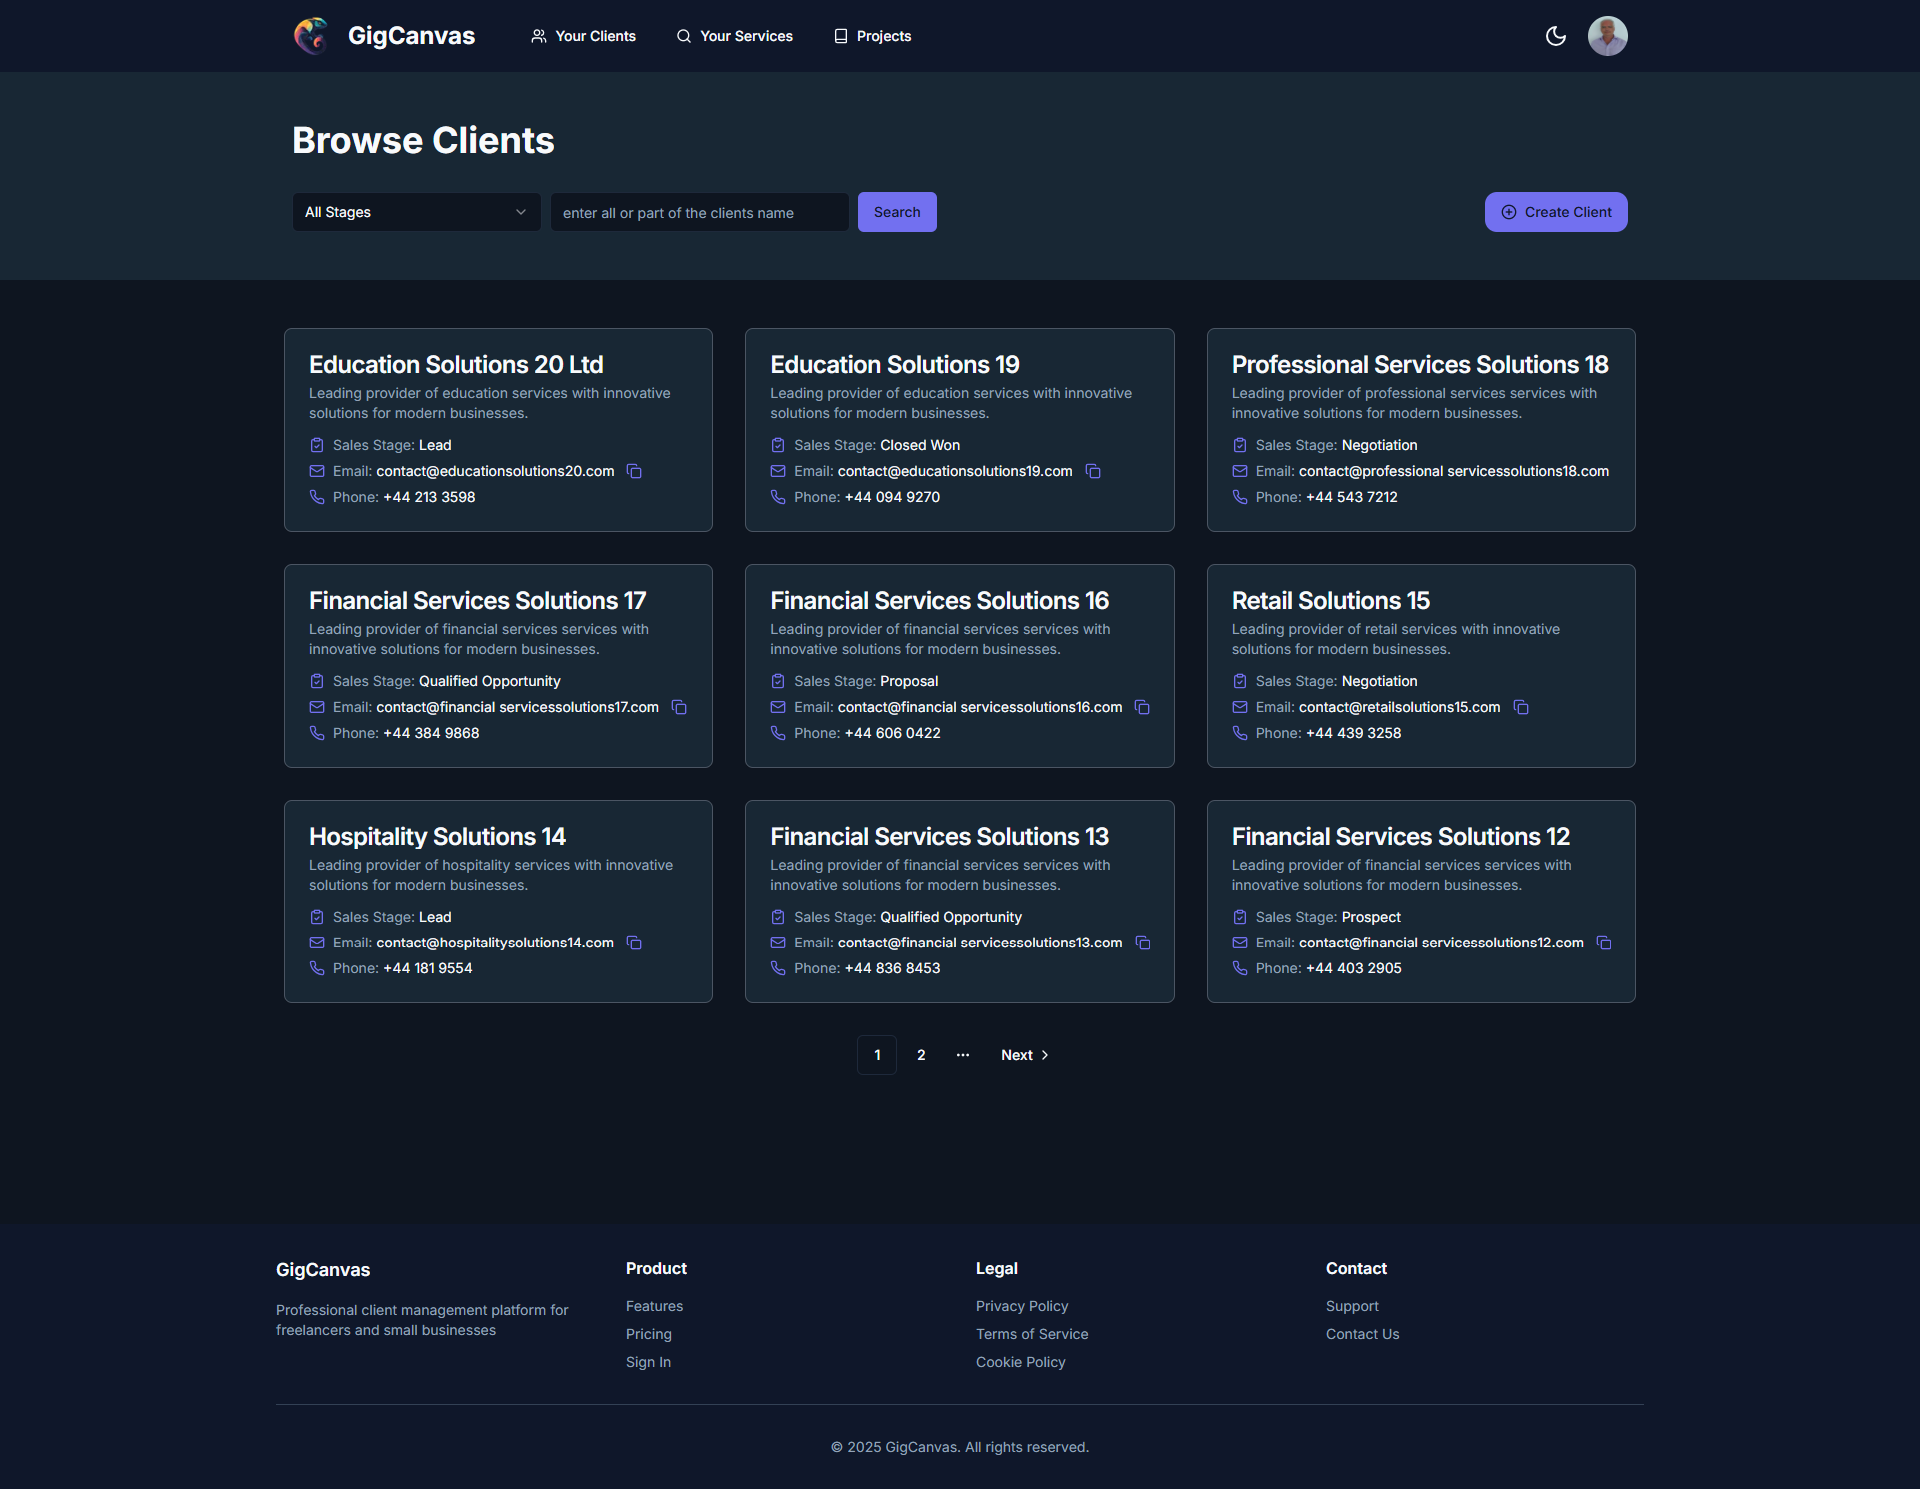 GigCanvas
Your Clients
Your Services
Projects
Browse Clients
All Stages
enter all or part of the clients name
Search
Create Client
Education Solutions 20 Ltd
Leading provider of education services with innovative
solutions for modern businesses.
Sales Stage: Lead
Email: contact@educationsolutions20.com
Phone: +44 213 3598
Education Solutions 19
Leading provider of education services with innovative
solutions for modern businesses.
Sales Stage: Closed Won
Email: contact@educationsolutions19.com
Phone: +44 094 9270
Professional Services Solutions 18
Leading provider of professional services services with
innovative solutions for modern businesses.
Sales Stage: Negotiation
Email: contact@professional servicessolutions18.com
Phone: +44 543 7212
Financial Services Solutions 17
Leading provider of financial services services with
innovative solutions for modern businesses.
Sales Stage: Qualified Opportunity
Email: contact@financial servicessolutions17.com
Phone: +44 384 9868
Financial Services Solutions 16
Leading provider of financial services services with
innovative solutions for modern businesses.
Sales Stage: Proposal
Email: contact@financial servicessolutions16.com
Phone: +44 606 0422
Retail Solutions 15
Leading provider of retail services with innovative
solutions for modern businesses.
Sales Stage: Negotiation
Email: contact@retailsolutions15.com
Phone: +44 439 3258
Hospitality Solutions 14
Leading provider of hospitality services with innovative
solutions for modern businesses.
Sales Stage: Lead
Email: contact@hospitalitysolutions14.com
Phone: +44 181 9554
Financial Services Solutions 13
Leading provider of financial services services with
innovative solutions for modern businesses.
Sales Stage: Qualified Opportunity
Email: contact@financial servicessolutions13.com
Phone: +44 836 8453
Financial Services Solutions 12
Leading provider of financial services services with
innovative solutions for modern businesses.
Sales Stage: Prospect
Email: contact@financial servicessolutions12.com
Phone: +44 403 2905
1 2 ... Next
GigCanvas
Professional client management platform for
freelancers and small businesses
Product
Features
Pricing
Sign In
Legal
Privacy Policy
Terms of Service
Cookie Policy
Contact
Support
Contact Us
© 2025 GigCanvas. All rights reserved.